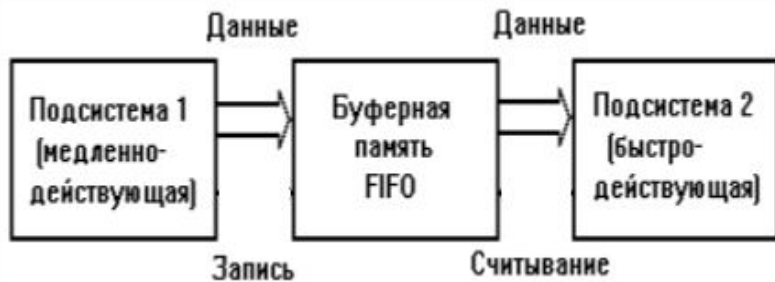 Данные
Данные
Подсистема 1
(медленно-
действующая)
Буферная
память
FIFO
Подсистема 2
(быстро-
действующая)
Запись
Считывание